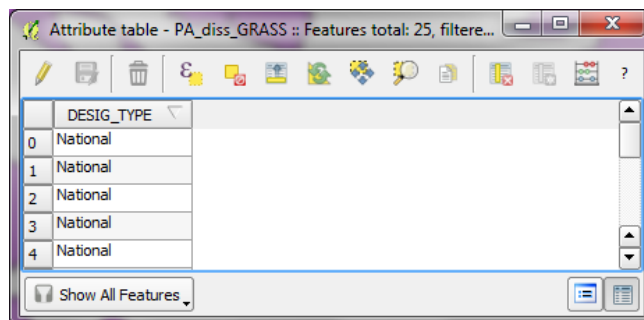 Attribute table - PA_diss_GRASS :: Features total: 25, filtere...
ε
?
DESIG_TYPE
0 National
1 National
2 National
3 National
4 National
Show All Features